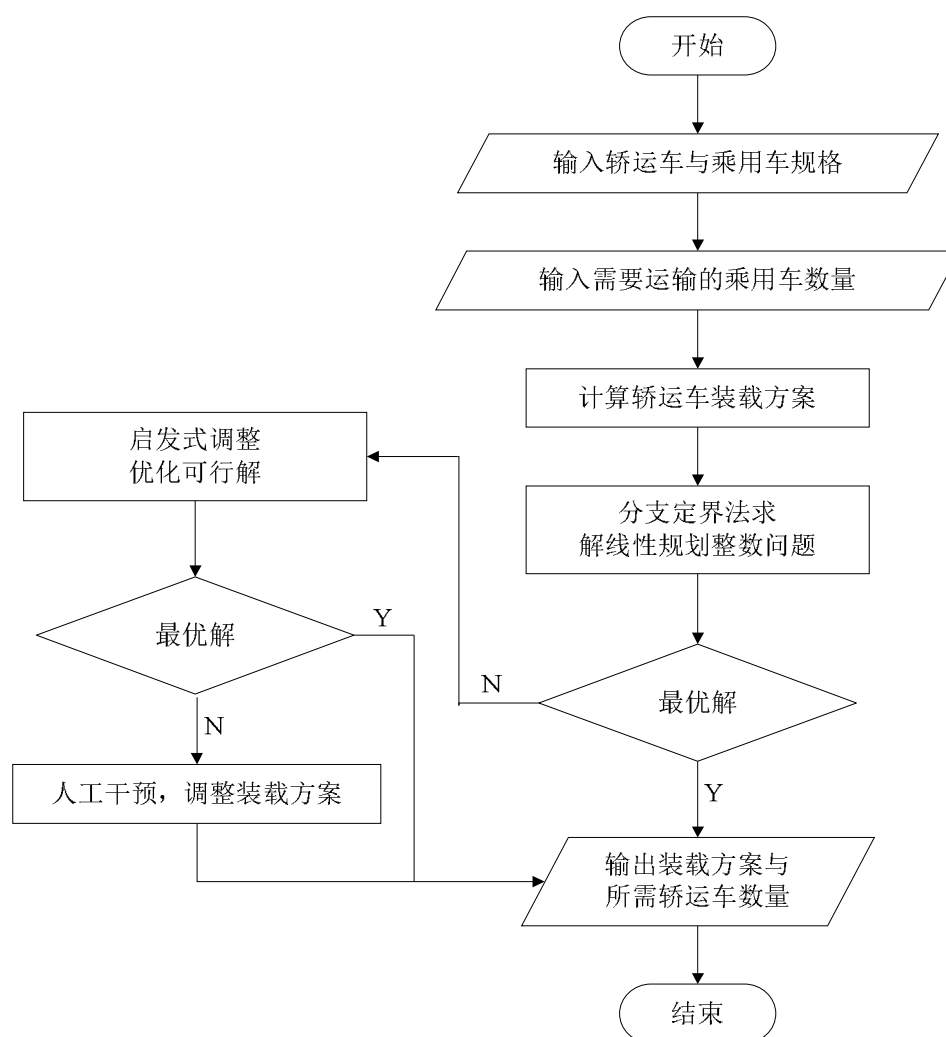 开始
输入轿运车与乘用车规格
输入需要运输的乘用车数量
计算轿运车装载方案
启发式调整
优化可行解
分支定界法求
解线性规划整数问题
最优解
Y
N
最优解
N
人工干预，调整装载方案
Y
输出装载方案与
所需轿运车数量
结束